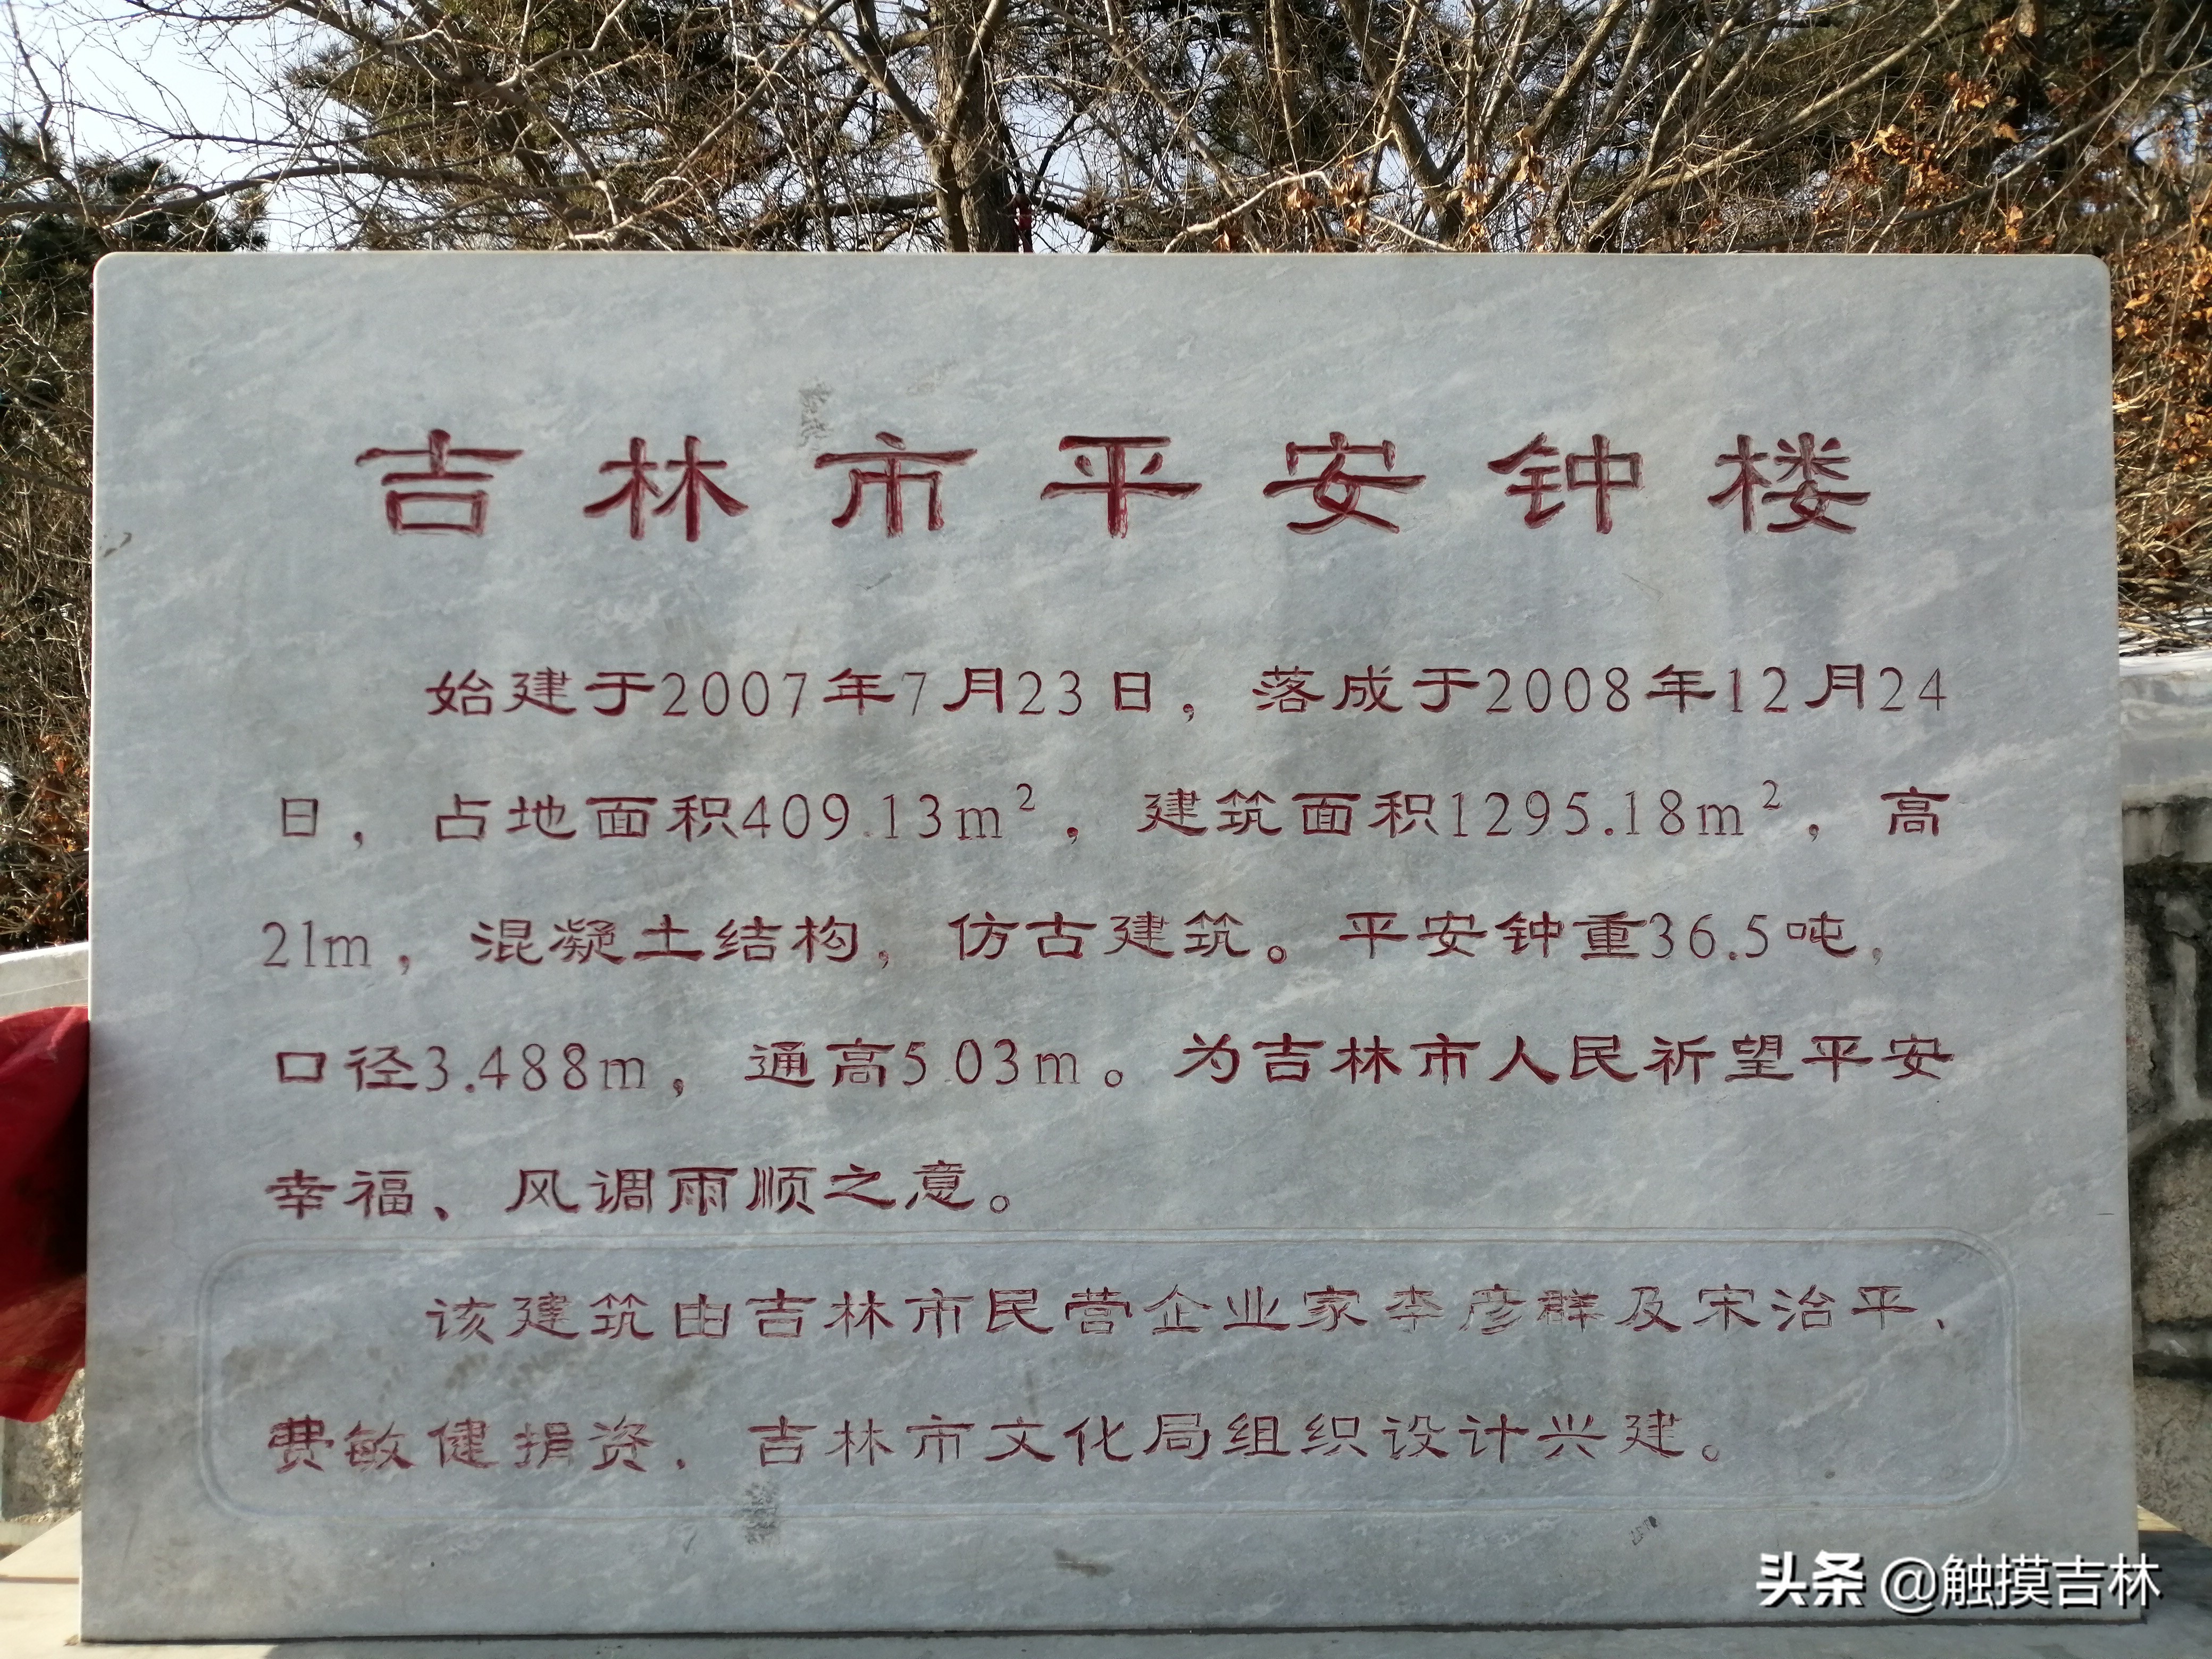 吉林市平安钟楼
始建于2007年7月23日，落成于2008年12月24
日，占地面积409.13m²，建筑面积1295.18m²，高
21m，混凝土结构，仿古建筑。平安钟重36.5吨，
口径3.488m，通高5.03m。为吉林市人民祈望平安
幸福、风调雨顺之意。
该建筑由吉林市民营企业家李彦群及宋治平、
费敏健捐资，吉林市文化局组织设计兴建。
头条 @触摸吉林